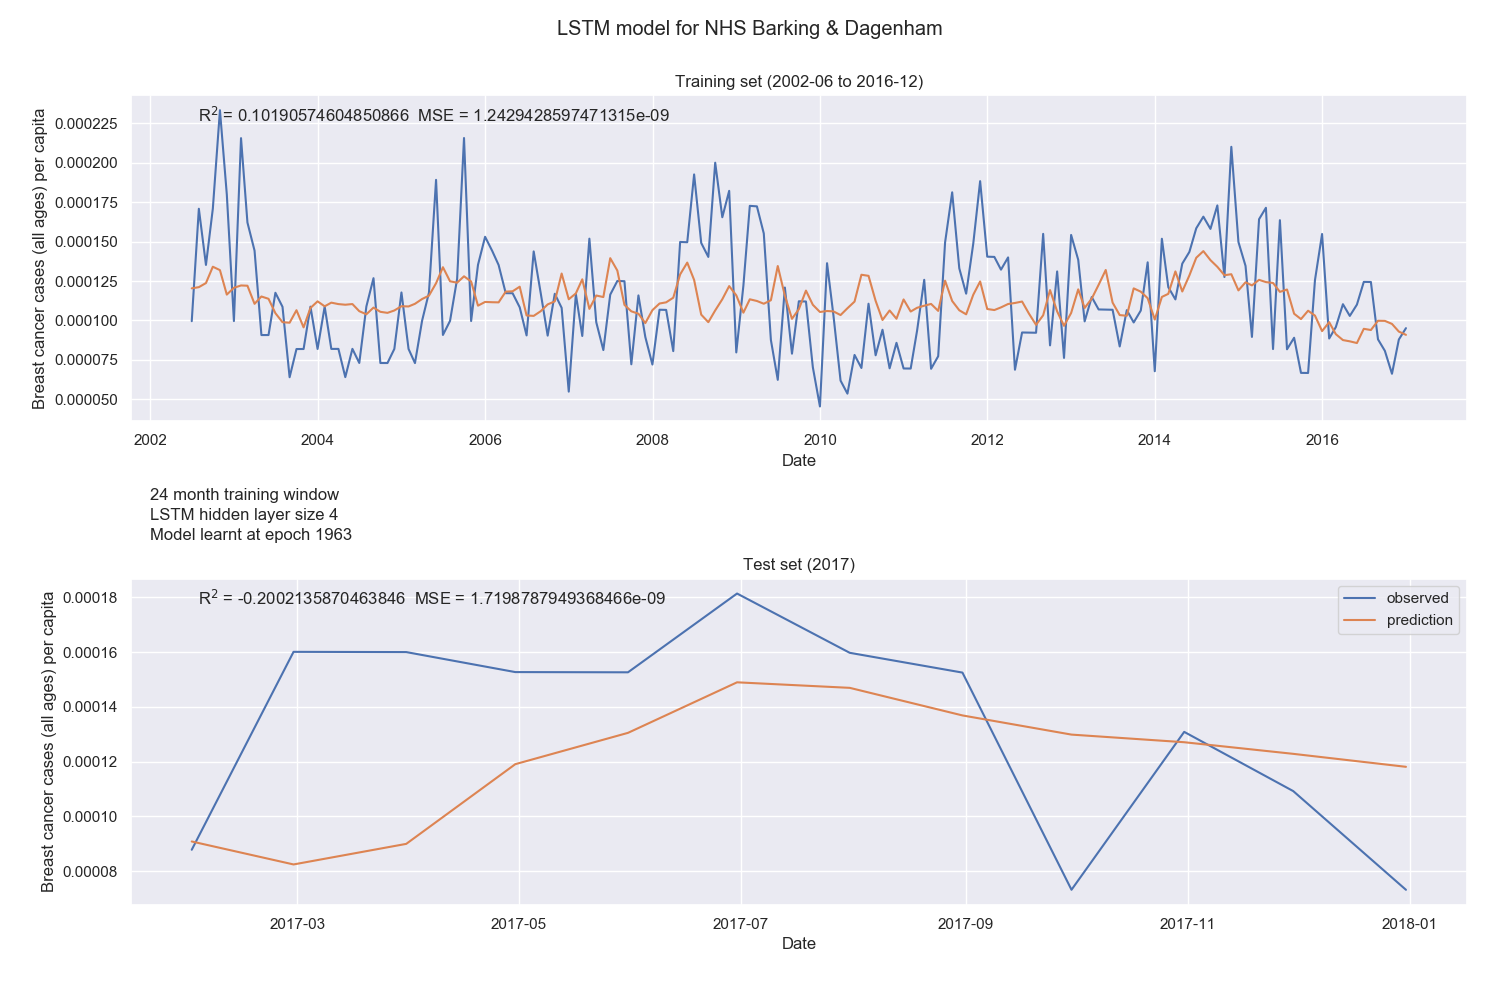 LSTM model for NHS Barking & Dagenham
Training set (2002-06 to 2016-12)
R² = 0.10190574604850866  MSE = 1.2429428597471315e-09
Breast cancer cases (all ages) per capita
0.000225
0.000200
0.000175
0.000150
0.000125
0.000100
0.000075
0.000050
2002 2004 2006 2008 2010 2012 2014 2016
Date
24 month training window
LSTM hidden layer size 4
Model learnt at epoch 1963
Test set (2017)
R² = -0.2002135870463846  MSE = 1.7198787949368466e-09
observed
prediction
Breast cancer cases (all ages) per capita
0.00018
0.00016
0.00014
0.00012
0.00010
0.00008
2017-03 2017-05 2017-07 2017-09 2017-11 2018-01
Date